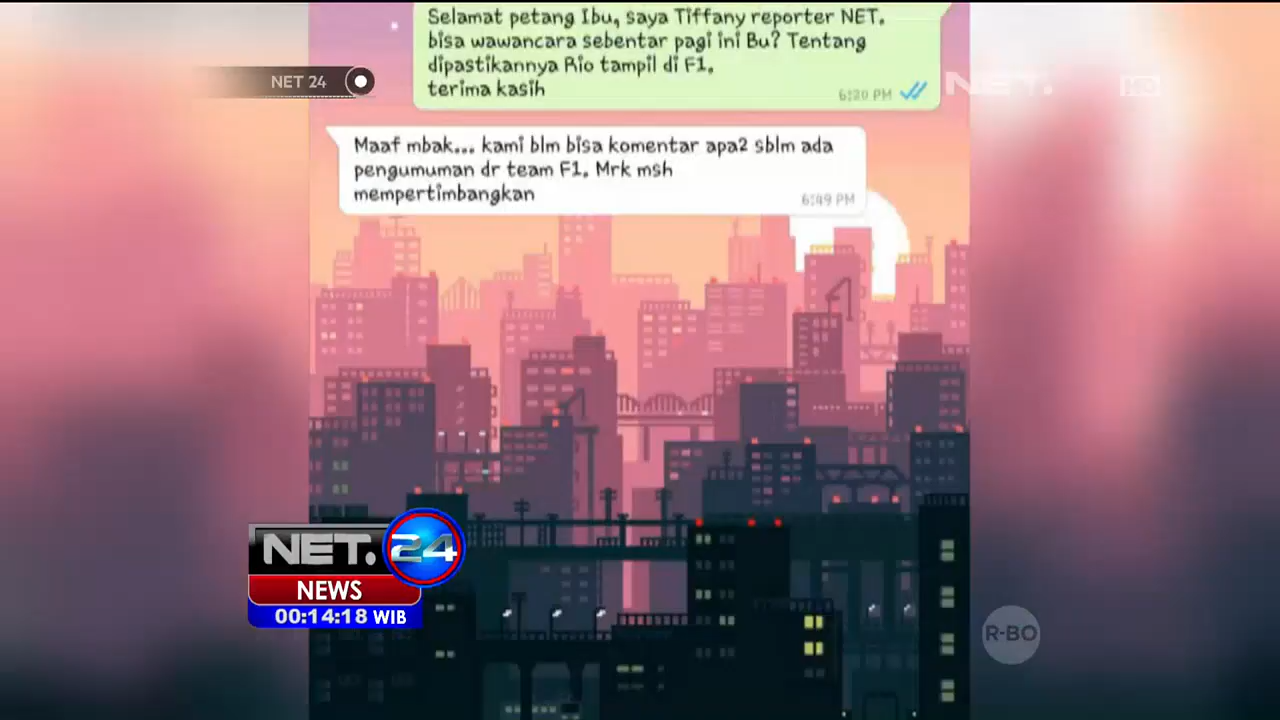 Selamat petang Ibu, saya Tiffany reporter NET.
bisa wawancara sebentar pagi ini Bu? Tentang
dipastikannya Rio tampil di F1.
terima kasih
6:20 PM
NET 24
NET.
HD
Maaf mbak... kami blm bisa komentar apa2 sblm ada
pengumuman dr team F1. Mrk msh
mempertimbangkan
6:49 PM
NET. 24
NEWS
00:14:18 WIB
R-BO